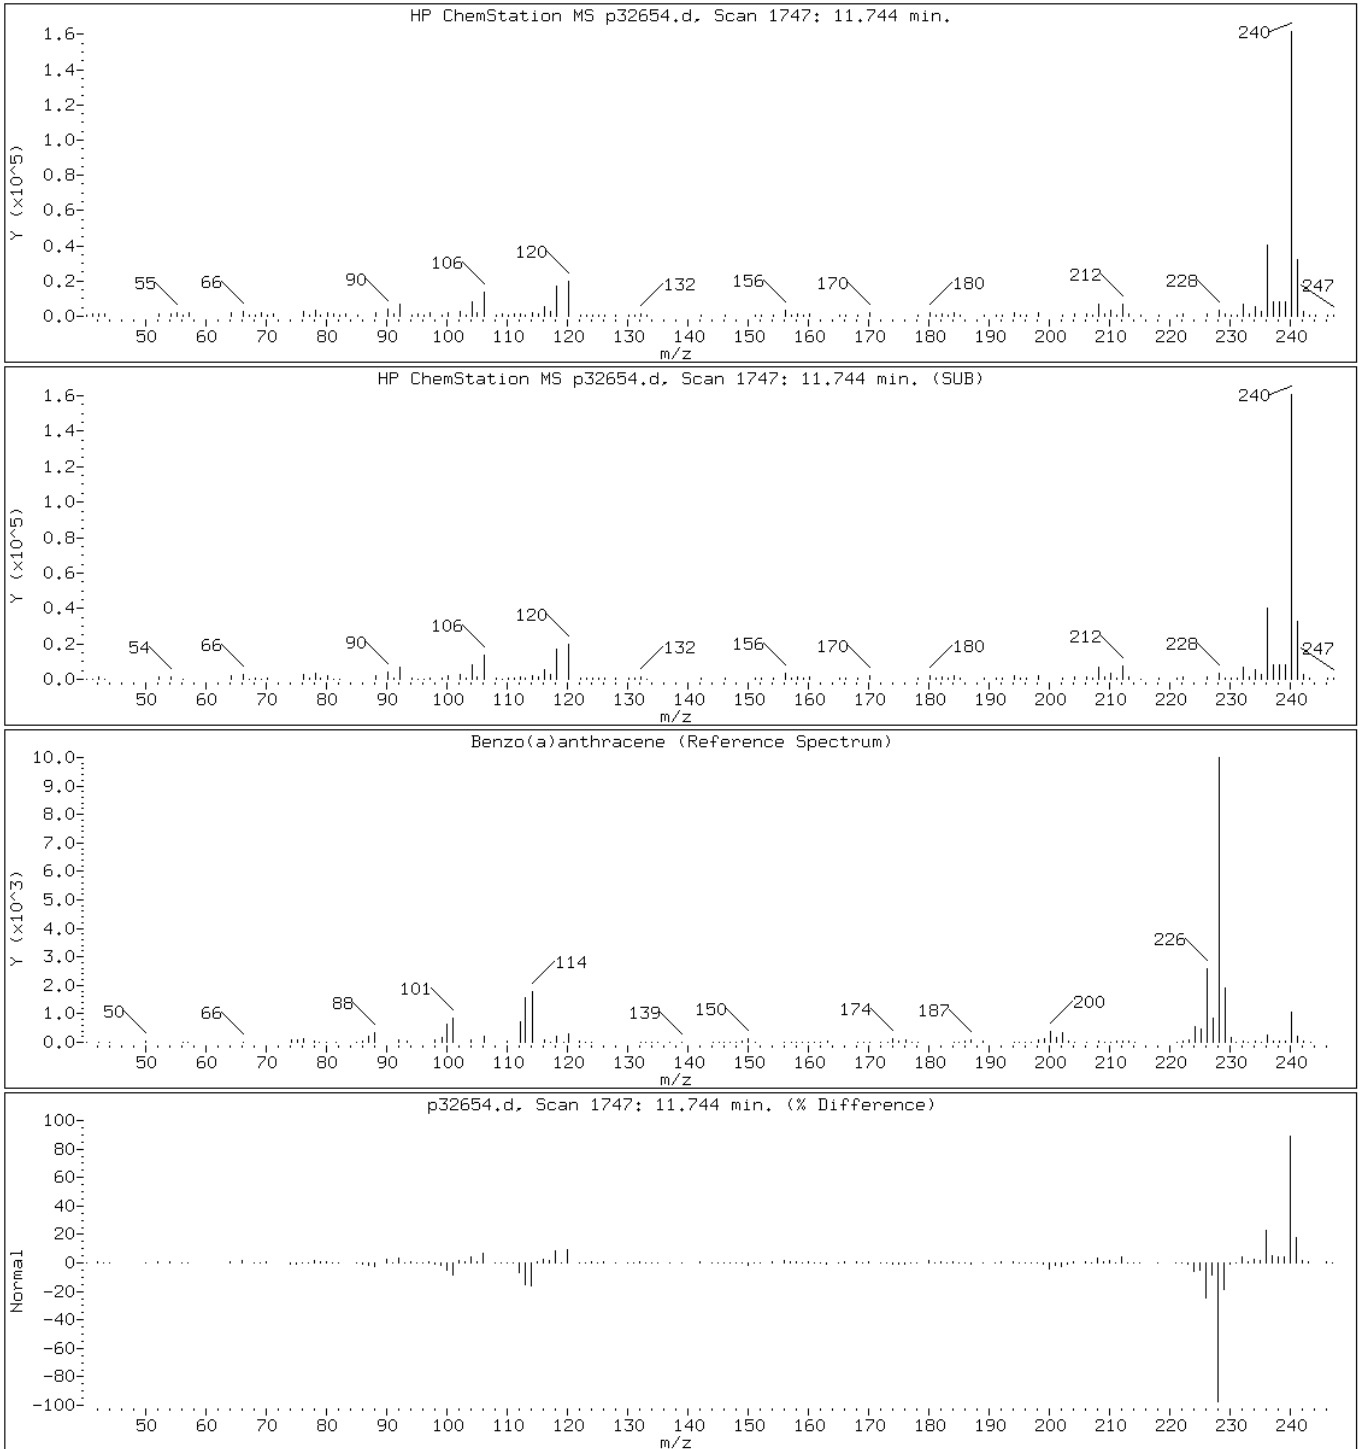 HP ChemStation MS p32654.d, Scan 1747: 11.744 min.
Y (x10^5)
1.6
1.4
1.2
1.0
0.8
0.6
0.4
0.2
0.0
240
55 66 90 106 120 132 156 170 180 212 228 247
50 60 70 80 90 100 110 120 130 140 150 160 170 180 190 200 210 220 230 240
m/z
HP ChemStation MS p32654.d, Scan 1747: 11.744 min. (SUB)
Y (x10^5)
1.6
1.4
1.2
1.0
0.8
0.6
0.4
0.2
0.0
240
54 66 90 106 120 132 156 170 180 212 228 247
50 60 70 80 90 100 110 120 130 140 150 160 170 180 190 200 210 220 230 240
m/z
Benzo(a)anthracene (Reference Spectrum)
Y (x10^3)
10.0
9.0
8.0
7.0
6.0
5.0
4.0
3.0
2.0
1.0
0.0
50 66 88 101 114 139 150 174 187 200 226
50 60 70 80 90 100 110 120 130 140 150 160 170 180 190 200 210 220 230 240
m/z
p32654.d, Scan 1747: 11.744 min. (% Difference)
Normal
100
80
60
40
20
0
-20
-40
-60
-80
-100
50 60 70 80 90 100 110 120 130 140 150 160 170 180 190 200 210 220 230 240
m/z